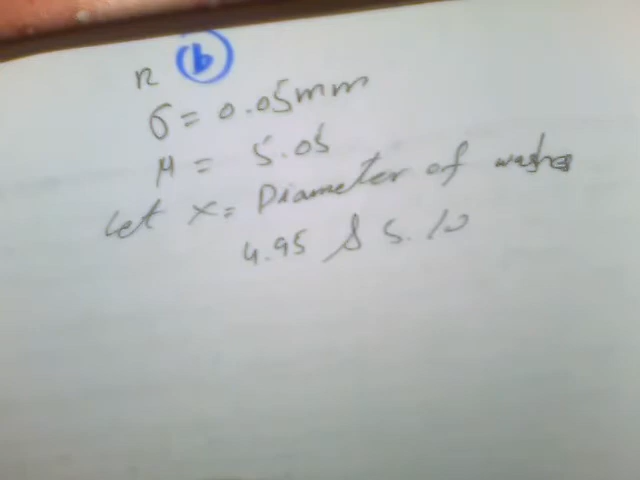 n (b)
σ = 0.05mm
μ = 5.05
Let x = Diameter of washer
4.95 & 5.10